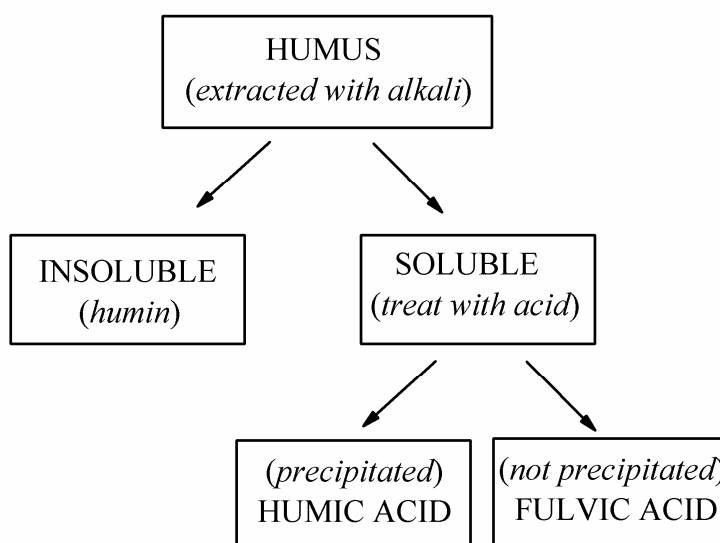 HUMUS
(extracted with alkali)
INSOLUBLE
(humin)
SOLUBLE
(treat with acid)
(precipitated)
HUMIC ACID
(not precipitated)
FULVIC ACID